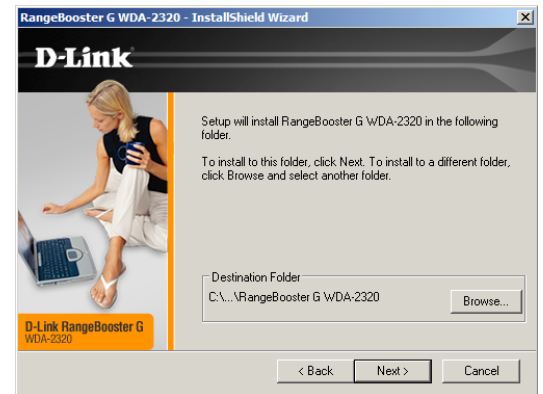 RangeBooster G WDA-2320 - InstallShield Wizard
D-Link
Setup will install RangeBooster G WDA-2320 in the following
folder.
To install to this folder, click Next. To install to a different folder,
click Browse and select another folder.
Destination Folder
C:\...\RangeBooster G WDA-2320
Browse...
D-Link RangeBooster G
WDA-2320
< Back
Next >
Cancel